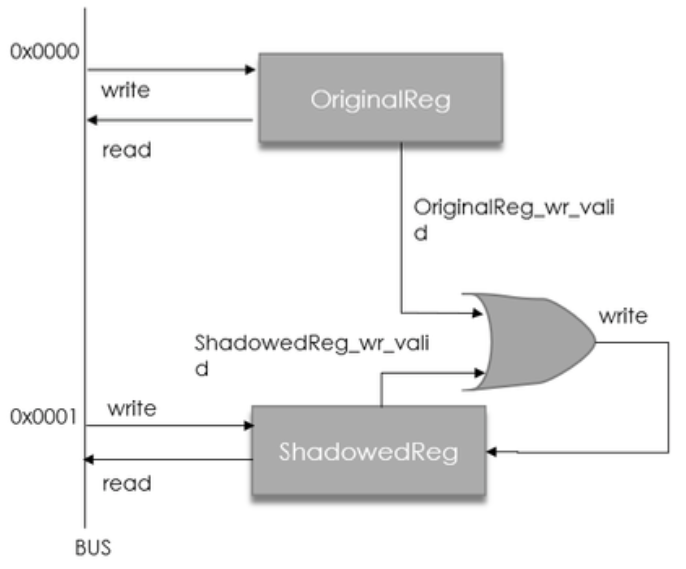 0x0000
write
OriginalReg
read
OriginalReg_wr_vali
d
write
ShadowedReg_wr_vali
d
0x0001
write
ShadowedReg
read
BUS